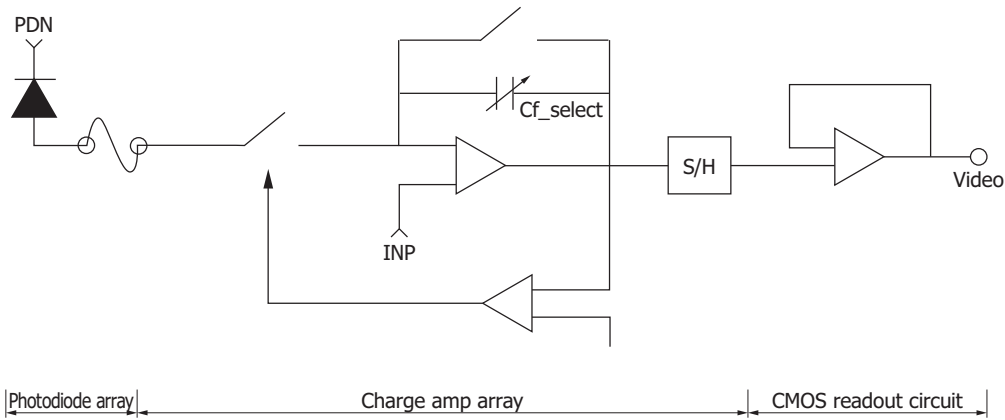 PDN
Cf_select
S/H
Video
INP
Photodiode array
Charge amp array
CMOS readout circuit